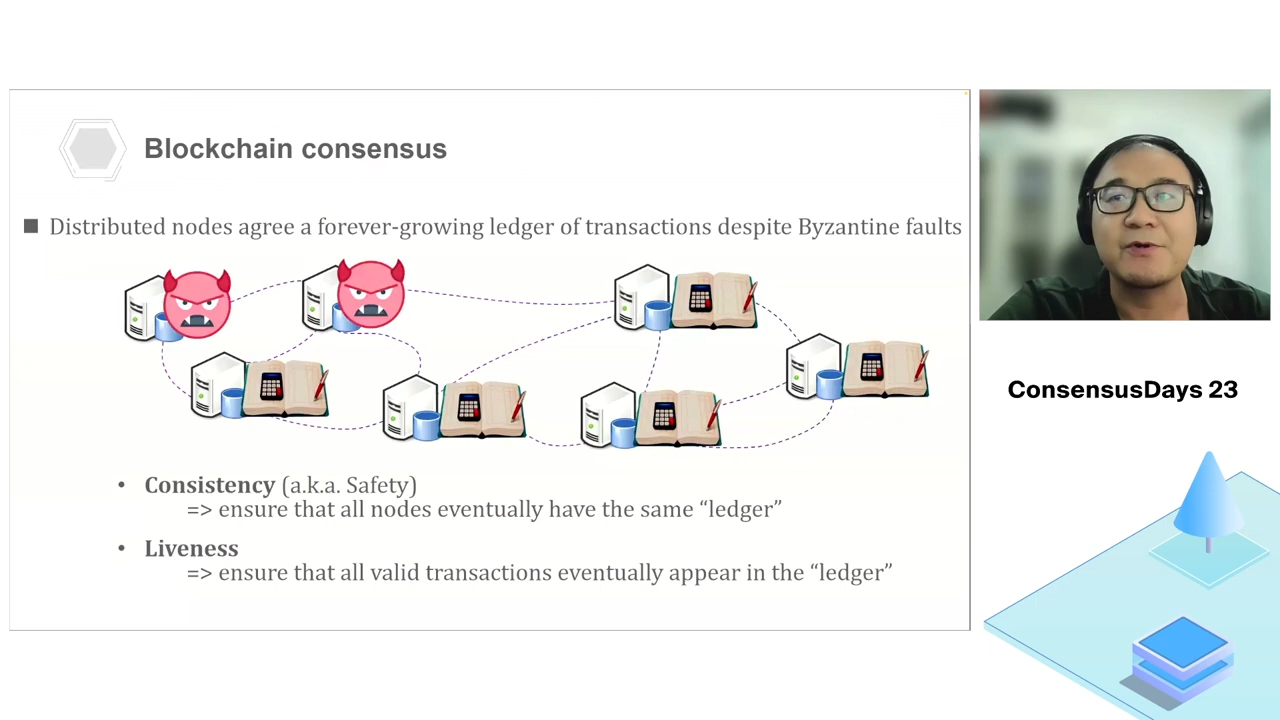 Blockchain consensus
■ Distributed nodes agree a forever-growing ledger of transactions despite Byzantine faults
• Consistency (a.k.a. Safety)
=> ensure that all nodes eventually have the same “ledger”
• Liveness
=> ensure that all valid transactions eventually appear in the “ledger”
ConsensusDays 23